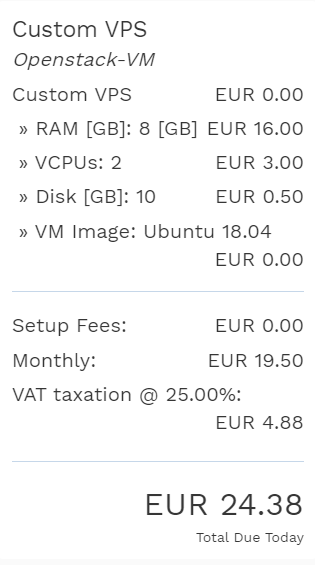 Custom VPS
Openstack-VM
Custom VPS EUR 0.00
» RAM [GB]: 8 [GB] EUR 16.00
» VCPUs: 2 EUR 3.00
» Disk [GB]: 10 EUR 0.50
» VM Image: Ubuntu 18.04
EUR 0.00
Setup Fees: EUR 0.00
Monthly: EUR 19.50
VAT taxation @ 25.00%:
EUR 4.88
EUR 24.38
Total Due Today